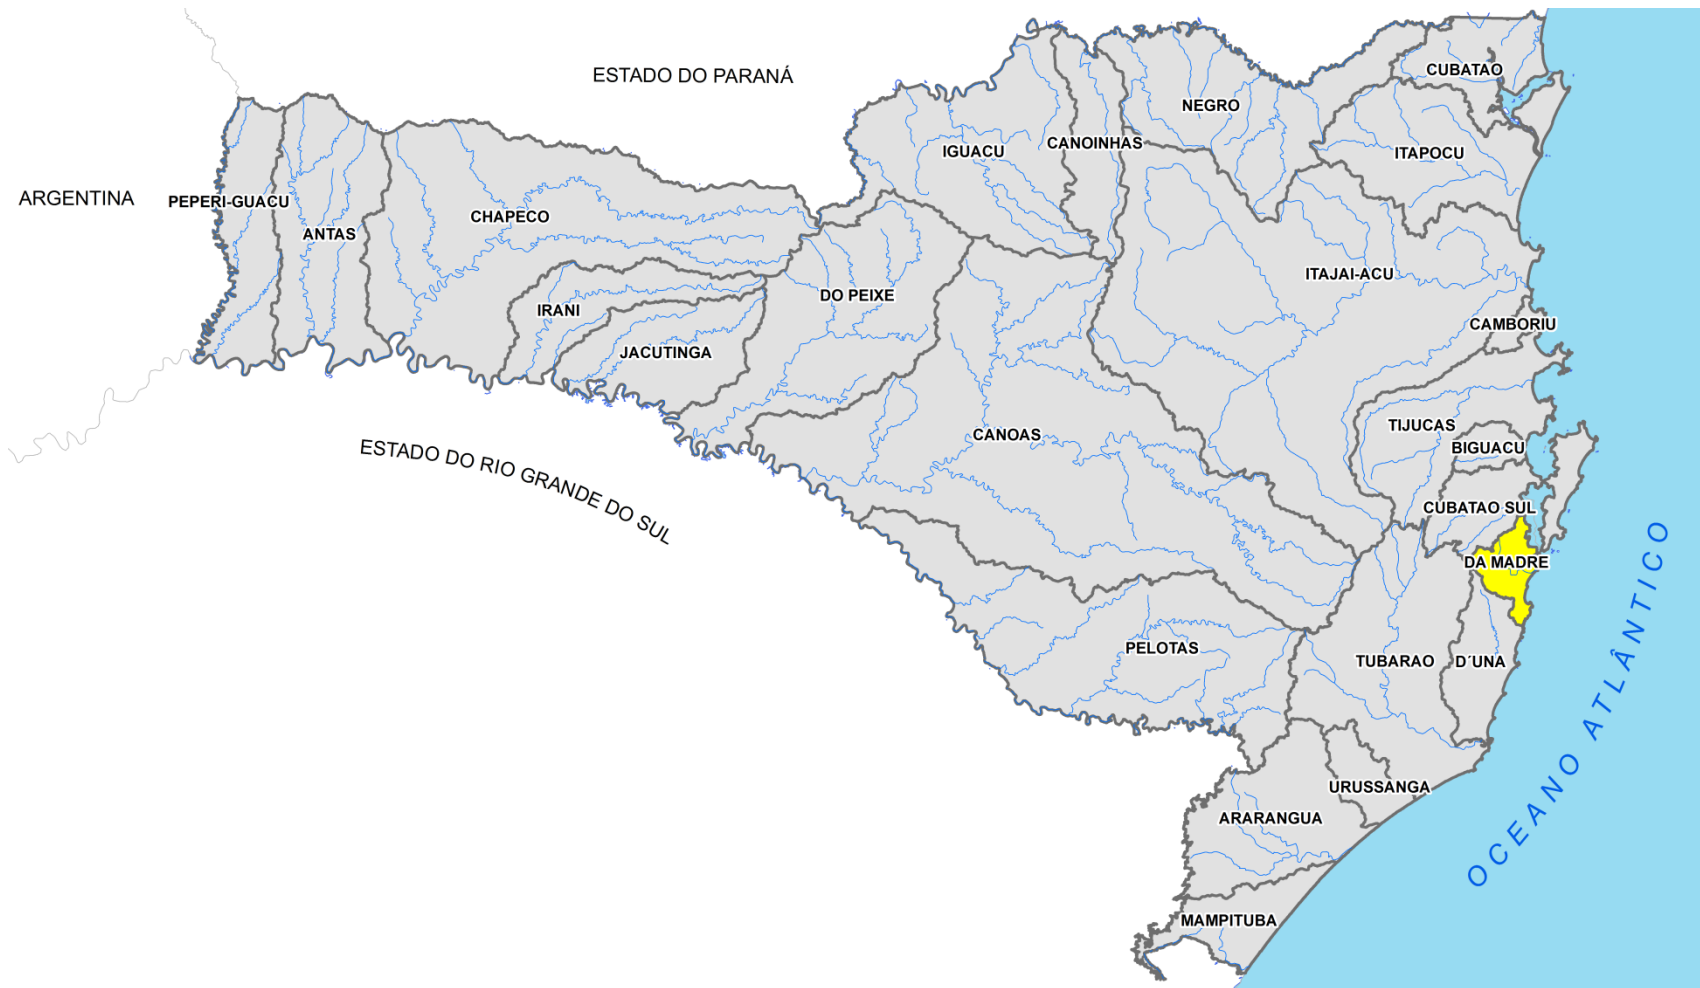 ESTADO DO PARANÁ
CUBATAO
NEGRO
CANOINHAS
IGUACU
ITAPOCU
ARGENTINA
PEPERI-GUACU
CHAPECO
ANTAS
ITAJAI-ACU
DO PEIXE
IRANI
CAMBORIU
JACUTINGA
TIJUCAS
CANOAS
BIGUACU
ESTADO DO RIO GRANDE DO SUL
CUBATAO SUL
DA MADRE
PELOTAS
TUBARAO
D´UNA
OCEANO ATLÂNTICO
URUSSANGA
ARARANGUA
MAMPITUBA